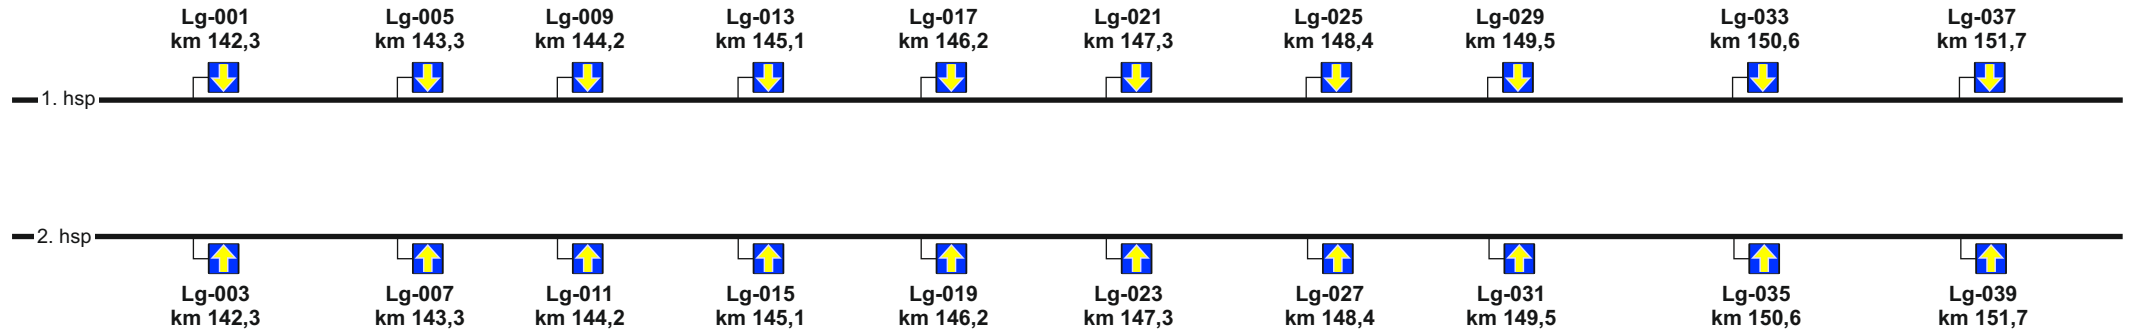 Lg-001 Lg-005 Lg-009 Lg-013 Lg-017 Lg-021 Lg-025 Lg-029 Lg-033 Lg-037
km 142,3 km 143,3 km 144,2 km 145,1 km 146,2 km 147,3 km 148,4 km 149,5 km 150,6 km 151,7
1. hsp
2. hsp
Lg-003 Lg-007 Lg-011 Lg-015 Lg-019 Lg-023 Lg-027 Lg-031 Lg-035 Lg-039
km 142,3 km 143,3 km 144,2 km 145,1 km 146,2 km 147,3 km 148,4 km 149,5 km 150,6 km 151,7